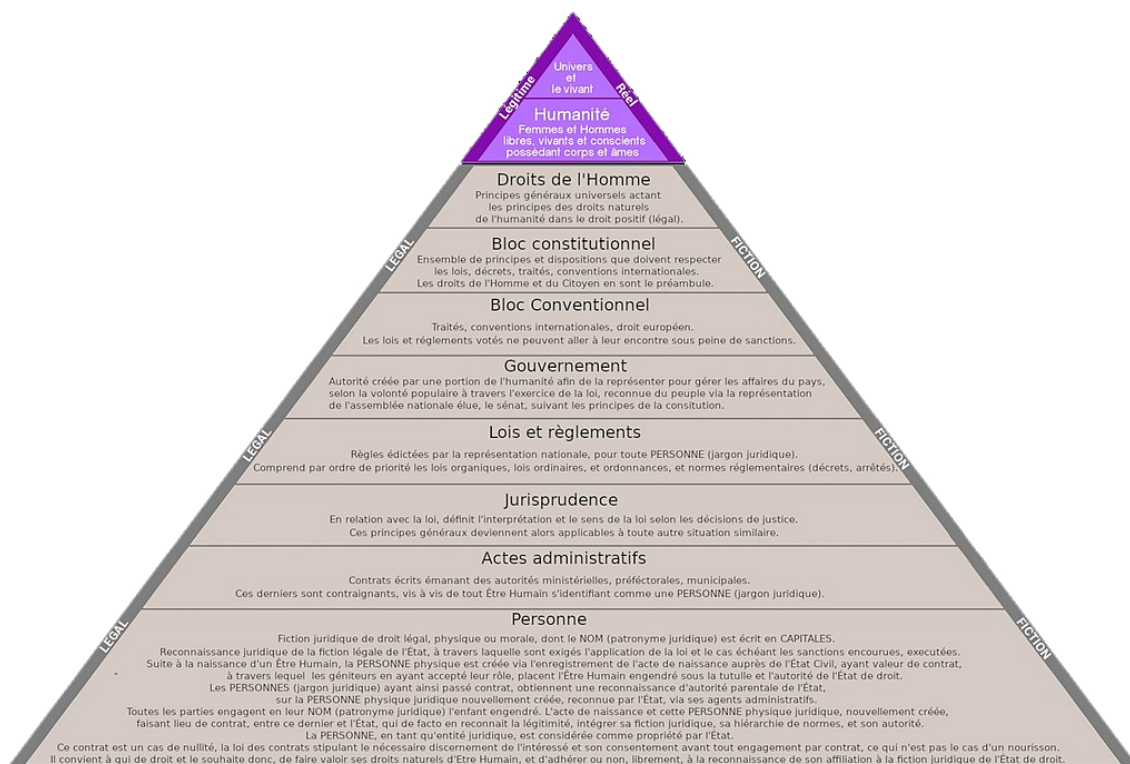 Univers
et
le vivant
Légitime
Réel
Humanité
Femmes et Hommes
libres, vivants et conscients
possédant corps et âmes
Droits de l'Homme
Principes généraux universels actant
les principes des droits naturels
de l'humanité dans le droit positif (légal).
LEGAL
FICTION
Bloc constitutionnel
Ensemble de principes et dispositions que doivent respecter
les lois, décrets, traités, conventions internationales.
Les droits de l'Homme et du Citoyen en sont le préambule.
Bloc Conventionnel
Traités, conventions internationales, droit européen.
Les lois et réglements votés ne peuvent aller à leur encontre sous peine de sanctions.
Gouvernement
Autorité créée par une portion de l'humanité afin de la représenter pour gérer les affaires du pays,
selon la volonté populaire à travers l'exercice de la loi, reconnue du peuple via la représentation
de l'assemblée nationale élue, le sénat, suivant les principes de la consitution.
LEGAL
FICTION
Lois et règlements
Règles édictées par la représentation nationale, pour toute PERSONNE (jargon juridique).
Comprend par ordre de priorité les lois organiques, lois ordinaires, et ordonnances, et normes réglementaires (décrets, arrêtés).
Jurisprudence
En relation avec la loi, définit l'interprétation et le sens de la loi selon les décisions de justice.
Ces principes généraux deviennent alors applicables à toute autre situation similaire.
Actes administratifs
Contrats écrits émanant des autorités ministérielles, préféctorales, municipales.
Ces derniers sont contraignants, vis à vis de tout Être Humain s'identifiant comme une PERSONNE (jargon juridique).
LEGAL
FICTION
Personne
Fiction juridique de droit légal, physique ou morale, dont le NOM (patronyme juridique) est écrit en CAPITALES.
Reconnaissance juridique de la fiction légale de l'État, à travers laquelle sont exigés l'application de la loi et le cas échéant les sanctions encourues, executées.
Suite à la naissance d'un Être Humain, la PERSONNE physique est créée via l'enregistrement de l'acte de naissance auprès de l'État Civil, ayant valeur de contrat,
à travers lequel les géniteurs en ayant accepté leur rôle, placent l'Être Humain engendré sous la tutulle et l'autorité de l'État de droit.
Les PERSONNES (jargon juridique) ayant ainsi passé contrat, obtiennent une reconnaissance d'autorité parentale de l'État,
sur la PERSONNE physique juridique nouvellement créée, reconnue par l'État, via ses agents administratifs.
Toutes les parties engagent en leur NOM (patronyme juridique) l'enfant engendré. L'acte de naissance et cette PERSONNE physique juridique, nouvellement créée,
faisant lieu de contrat, entre ce dernier et l'État, qui de facto en reconnait la légitimité, intégrer sa fiction juridique, sa hiérarchie de normes, et son autorité.
La PERSONNE, en tant qu'entité juridique, est considérée comme propriété par l'État.
Ce contrat est un cas de nullité, la loi des contrats stipulant le nécessaire discernement de l'intéressé et son consentement avant tout engagement par contrat, ce qui n'est pas le cas d'un nourisson.
Il convient à qui de droit et le souhaite donc, de faire valoir ses droits naturels d'Etre Humain, et d'adhérer ou non, librement, à la reconnaissance de son affiliation à la fiction juridique de l'État de droit.